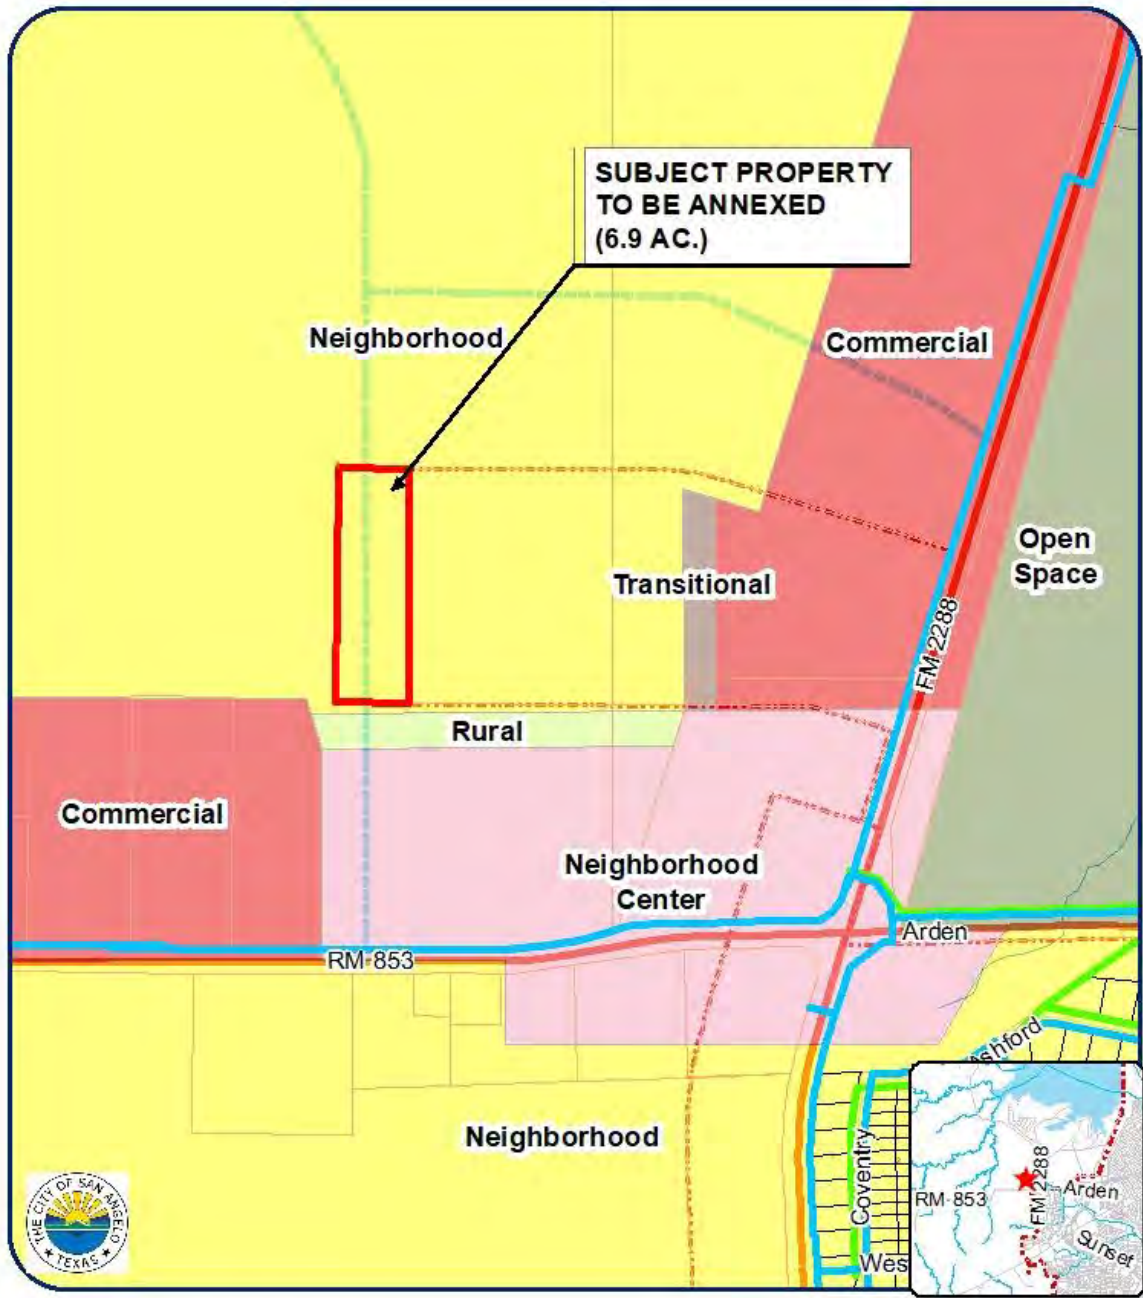 SUBJECT PROPERTY
TO BE ANNEXED
(6.9 AC.)
Neighborhood
Commercial
Open
Space
Transitional
FM 2288
Rural
Commercial
Neighborhood
Center
Arden
RM 853
Ashford
Neighborhood
Coventry
Wes
THE CITY OF SAN ANGELO
TEXAS
RM 853
FM 2288
Arden
Sunset